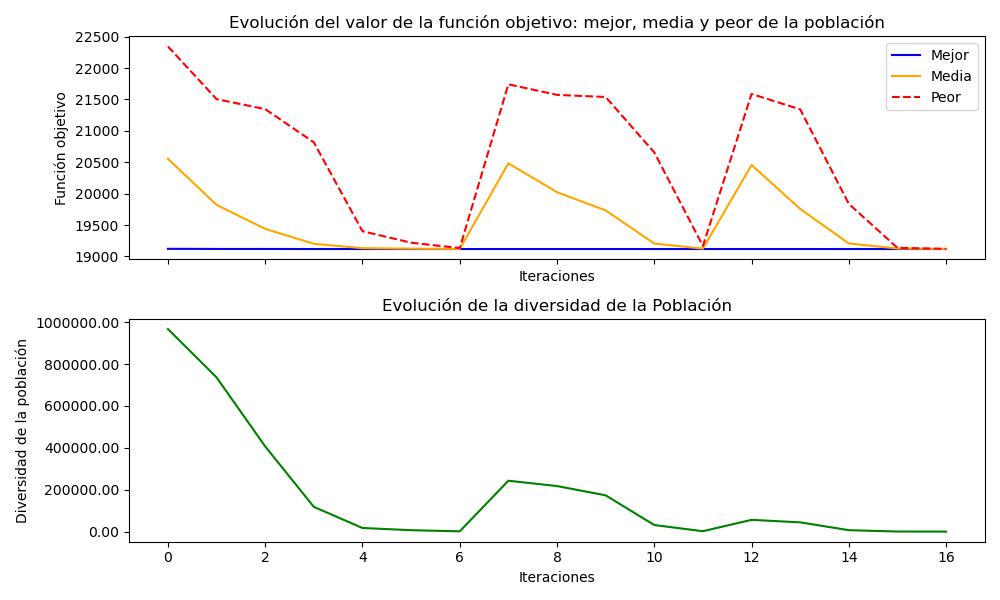 Evolución del valor de la función objetivo: mejor, media y peor de la población
Función objetivo
22500
22000
21500
21000
20500
20000
19500
19000
Mejor
Media
Peor
Iteraciones
Evolución de la diversidad de la Población
Diversidad de la población
1000000.00
800000.00
600000.00
400000.00
200000.00
0.00
0 2 4 6 8 10 12 14 16
Iteraciones